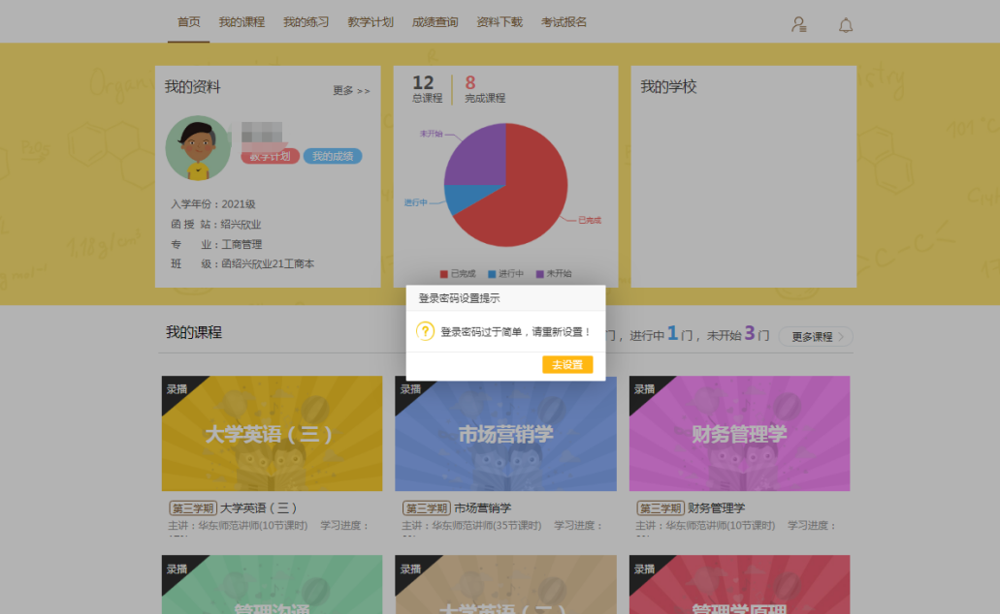 首页 我的课程 我的练习 教学计划 成绩查询 资料下载 考试报名
我的资料
更多 >>
教学计划 我的成绩
入学年份：2021级
函 授 站：绍兴欣业
专 业：工商管理
班 级：函绍兴欣业21工商本
12 总课程
8 完成课程
未开始
进行中
已完成
已完成 进行中 未开始
我的学校
登录密码设置提示
? 登录密码过于简单，请重新设置！
去设置
我的课程
门， 进行中 1 门， 未开始 3 门
更多课程 >
录播
大学英语（三）
第三学期 大学英语（三）
主讲：华东师范讲师(10节课时) 学习进度：
录播
市场营销学
第三学期 市场营销学
主讲：华东师范讲师(35节课时) 学习进度：
录播
财务管理学
第三学期 财务管理学
主讲：华东师范讲师(10节课时) 学习进度：
录播
管理沟通
录播
大学英语（二）
录播
管理学原理